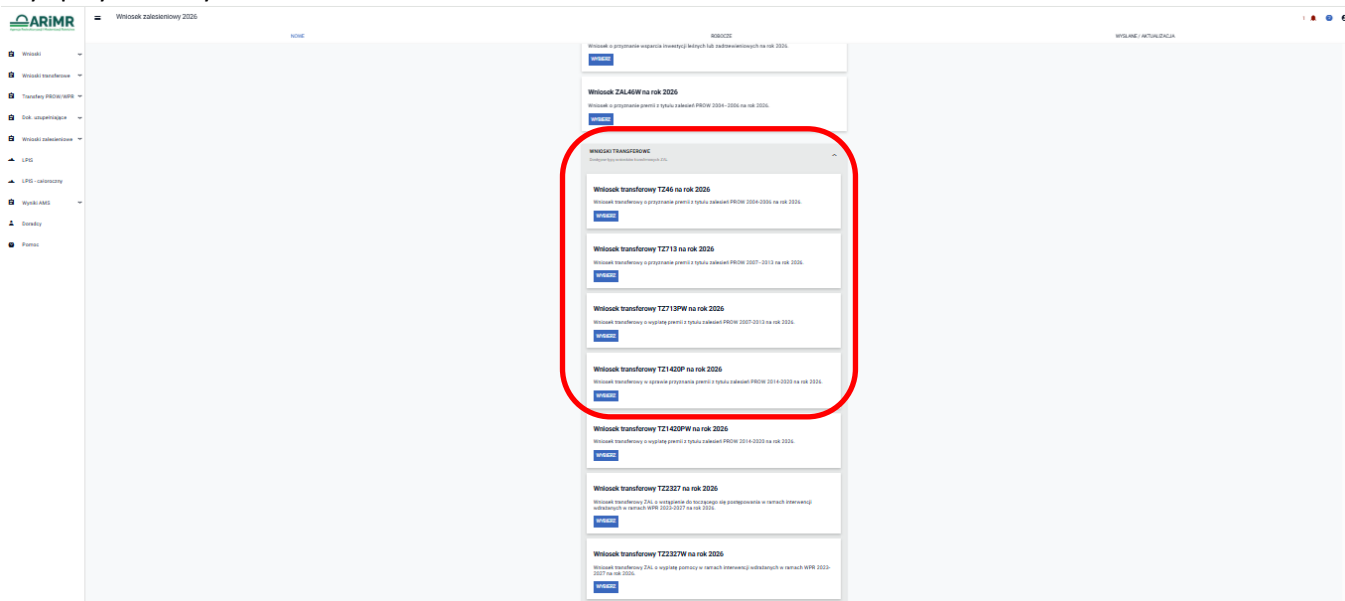 ARiMR
Wniosek zalesieniowy 2026
NOWE
ROBOCZE
WYSŁANE / AKTUALIZACJA
Wnioski
Wnioski transferowe
Transfery PROW/WPR
Dok. uzupełniające
Wnioski zalesieniowe
LPIS
LPIS - całoroczny
Wyniki AMS
Doradcy
Pomoc
Wniosek o przyznanie wsparcia inwestycji leśnych lub zadrzewieniowych na rok 2026.
WYBIERZ
Wniosek ZAL46W na rok 2026
Wniosek o przyznanie premii z tytułu zalesień PROW 2004-2006 na rok 2026.
WYBIERZ
WNIOSKI TRANSFEROWE
Wniosek transferowy TZ46 na rok 2026
Wniosek transferowy o przyznanie premii z tytułu zalesień PROW 2004-2006 na rok 2026.
WYBIERZ
Wniosek transferowy TZ713 na rok 2026
Wniosek transferowy o przyznanie premii z tytułu zalesień PROW 2007-2013 na rok 2026.
WYBIERZ
Wniosek transferowy TZ713PW na rok 2026
Wniosek transferowy o wypłatę premii z tytułu zalesień PROW 2007-2013 na rok 2026.
WYBIERZ
Wniosek transferowy TZ1420P na rok 2026
Wniosek transferowy w sprawie przyznania premii z tytułu zalesień PROW 2014-2020 na rok 2026.
WYBIERZ
Wniosek transferowy TZ1420PW na rok 2026
Wniosek transferowy o wypłatę premii z tytułu zalesień PROW 2014-2020 na rok 2026.
WYBIERZ
Wniosek transferowy TZ2327 na rok 2026
Wniosek transferowy ZAL o wstąpienie do toczącego się postępowania w ramach interwencji
wdrażanych w ramach WPR 2023-2027 na rok 2026.
WYBIERZ
Wniosek transferowy TZ2327W na rok 2026
Wniosek transferowy ZAL o wypłatę pomocy w ramach interwencji wdrażanych w ramach WPR 2023-
2027 na rok 2026.
WYBIERZ